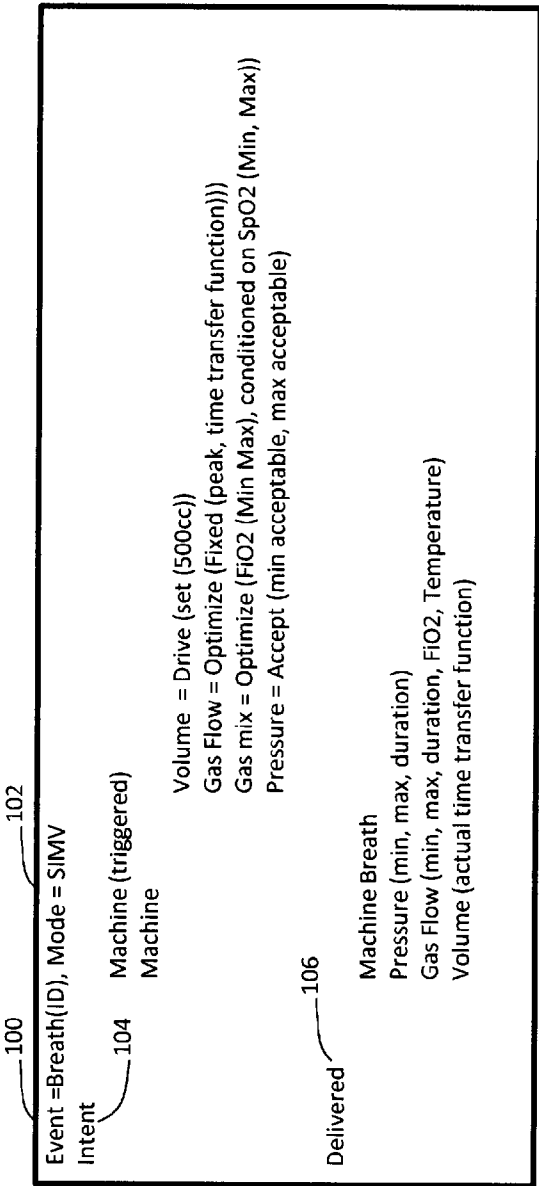 100
102
Event =Breath(ID), Mode = SIMV
Intent
104
Machine (triggered)
Machine
Volume = Drive (set (500cc))
Gas Flow = Optimize (Fixed (peak, time transfer function)))
Gas mix = Optimize (FiO2 (Min Max), conditioned on SpO2 (Min, Max))
Pressure = Accept (min acceptable, max acceptable)
106
Delivered
Machine Breath
Pressure (min, max, duration)
Gas Flow (min, max, duration, FiO2, Temperature)
Volume (actual time transfer function)